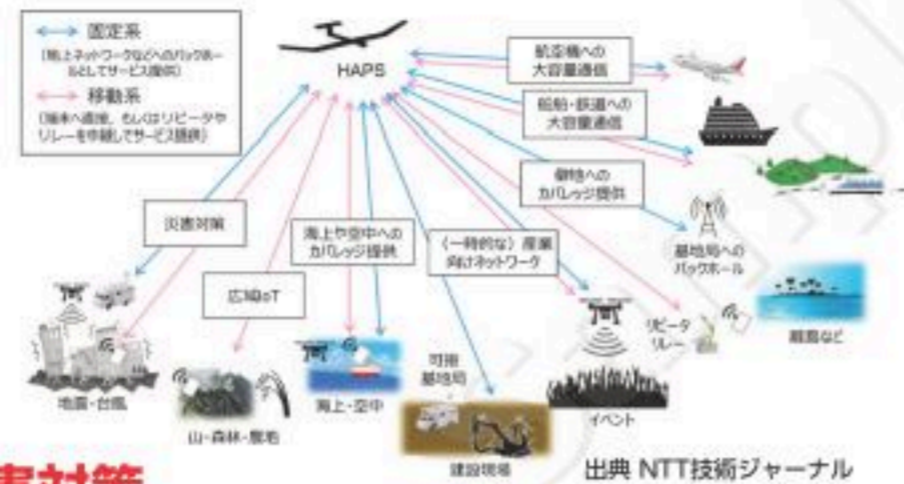 固定系
(地上ネットワークなどへのバックホー
ルとしてサービス提供)
移動系
(端末へ直接、もしくはリピータや
リレーを中継してサービス提供)
HAPS
航空機への
大容量通信
船舶・鉄道への
大容量通信
僻地への
カバレッジ提供
災害対策
海上や空中への
カバレッジ提供
(一時的な)産業
向けネットワーク
広域IoT
基地局への
バックホール
リピータ
リレー
離島など
可搬
基地局
地震・台風
山・森林・農地
海上・空中
建設現場
イベント
出典 NTT技術ジャーナル
害対策